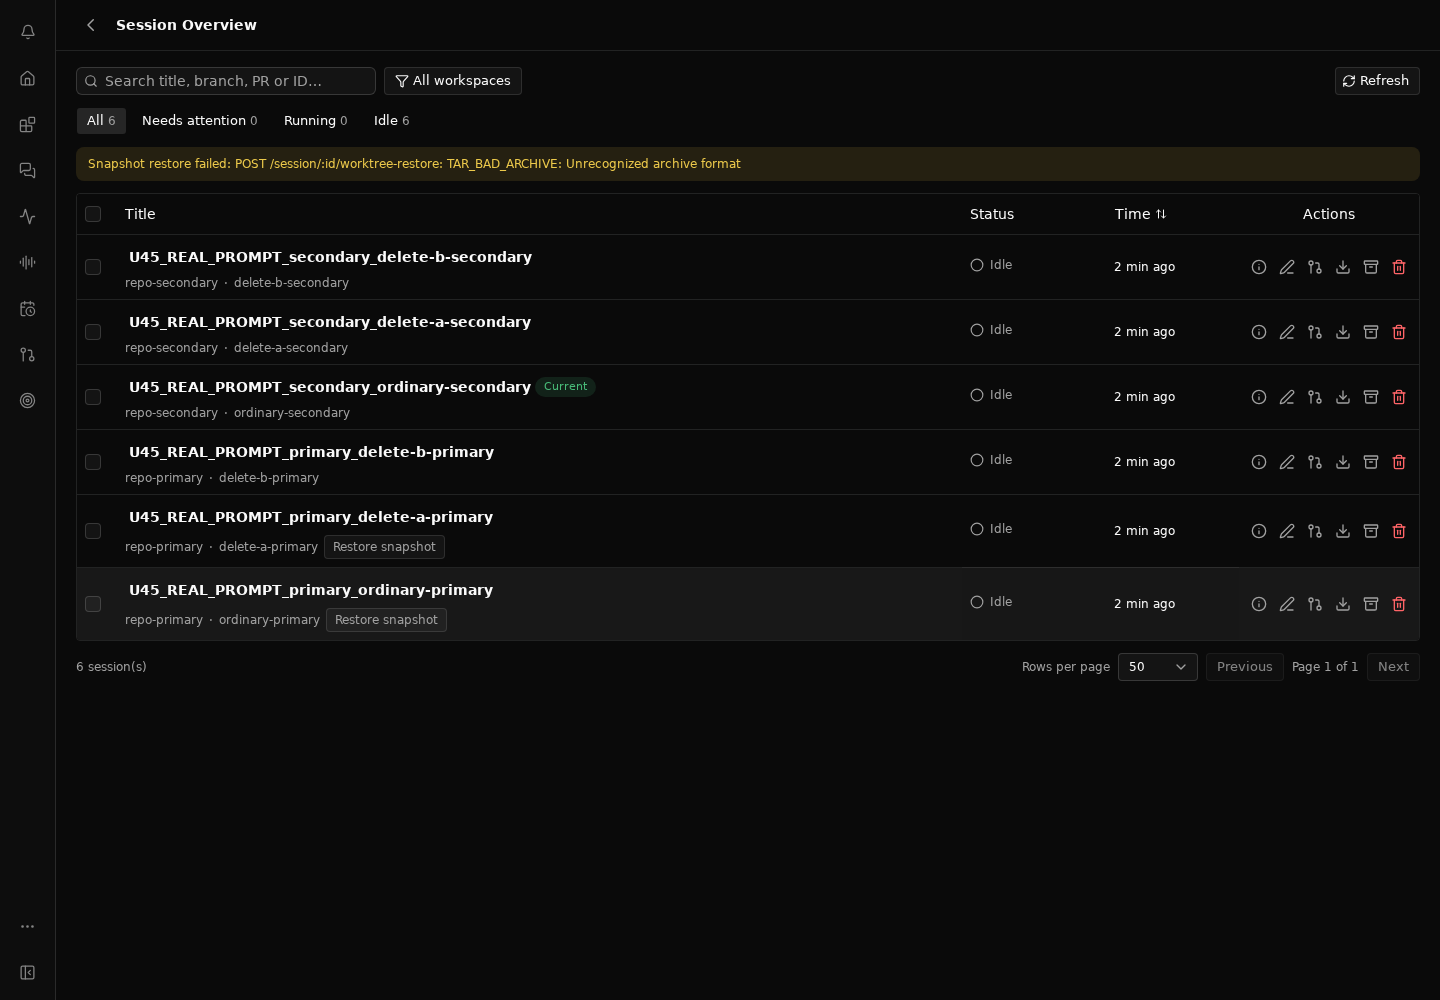 Session Overview
Search title, branch, PR or ID...
All workspaces
Refresh
All 6
Needs attention 0
Running 0
Idle 6
Snapshot restore failed: POST /session/:id/worktree-restore: TAR_BAD_ARCHIVE: Unrecognized archive format
Title Status Time Actions
U45_REAL_PROMPT_secondary_delete-b-secondary
repo-secondary · delete-b-secondary
Idle
2 min ago
U45_REAL_PROMPT_secondary_delete-a-secondary
repo-secondary · delete-a-secondary
Idle
2 min ago
U45_REAL_PROMPT_secondary_ordinary-secondary Current
repo-secondary · ordinary-secondary
Idle
2 min ago
U45_REAL_PROMPT_primary_delete-b-primary
repo-primary · delete-b-primary
Idle
2 min ago
U45_REAL_PROMPT_primary_delete-a-primary
repo-primary · delete-a-primary Restore snapshot
Idle
2 min ago
U45_REAL_PROMPT_primary_ordinary-primary
repo-primary · ordinary-primary Restore snapshot
Idle
2 min ago
6 session(s)
Rows per page 50 Previous Page 1 of 1 Next